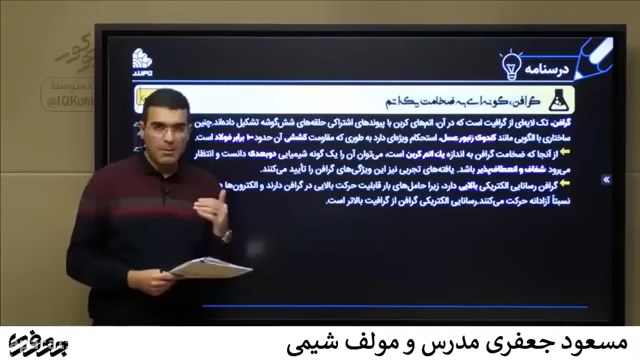 درسنامه
گرافن، گونه‌ای به ضخامت یک اتم
گرافن، تک لایه‌ای از گرافیت است که در آن، اتم‌های کربن با پیوندهای اشتراکی حلقه‌های شش‌گوشه تشکیل داده‌اند. چنین
ساختاری با الگویی مانند کندوی زنبور عسل، استحکام ویژه‌ای دارد به طوری که مقاومت کششی آن حدود ۱۰۰ برابر فولاد است.
از آنجا که ضخامت گرافن به اندازه یک اتم کربن است، می‌توان آن را یک گونه شیمیایی دوبعدی دانست و انتظار
می‌رود شفاف و انعطاف‌پذیر باشد. یافته‌های تجربی نیز این ویژگی‌های گرافن را تأیید می‌کنند.
گرافن رسانایی الکتریکی بالایی دارد، زیرا حامل‌های بار قابلیت حرکت بالایی در گرافن دارند و الکترون‌ها
نسبتاً آزادانه حرکت می‌کنند. رسانایی الکتریکی گرافن از گرافیت بالاتر است.
مسعود جعفری مدرس و مولف شیمی